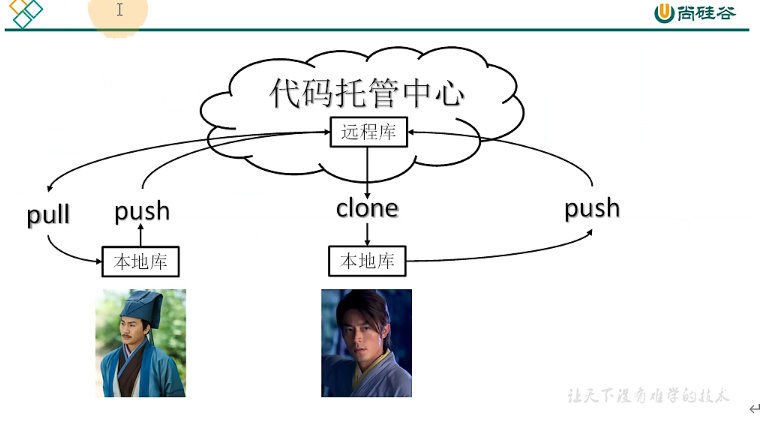 尚硅谷
代码托管中心
远程库
pull
push
clone
push
本地库
本地库
让天下没有难学的技术